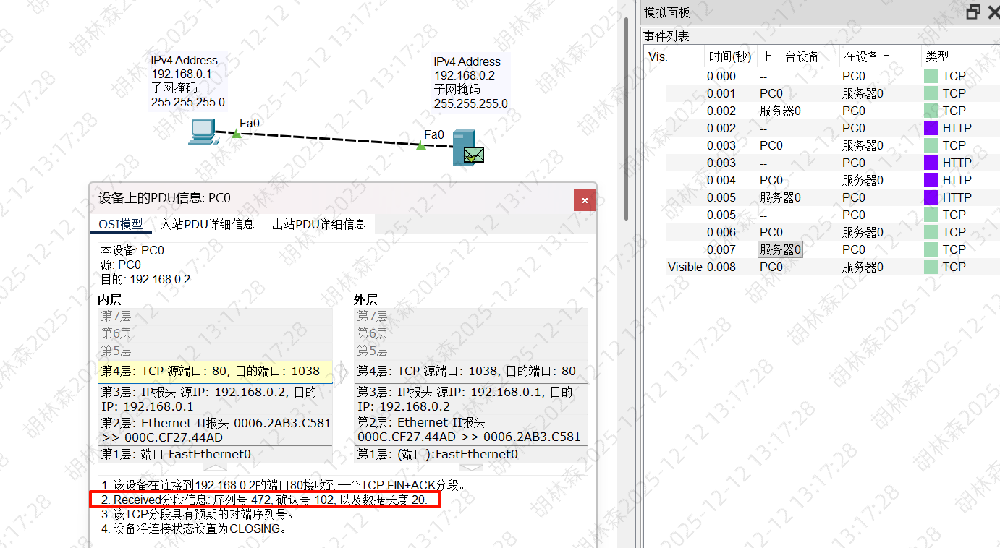 模拟面板
事件列表
Vis. 时间(秒) 上一台设备 在设备上 类型
0.000 -- PC0 TCP
0.001 PC0 服务器0 TCP
0.002 服务器0 PC0 TCP
0.002 -- PC0 HTTP
0.003 PC0 服务器0 TCP
0.003 -- PC0 HTTP
0.004 PC0 服务器0 HTTP
0.005 服务器0 PC0 HTTP
0.005 -- PC0 TCP
0.006 PC0 服务器0 TCP
0.007 服务器0 PC0 TCP
Visible 0.008 PC0 服务器0 TCP
IPv4 Address
192.168.0.1
子网掩码
255.255.255.0
Fa0
IPv4 Address
192.168.0.2
子网掩码
255.255.255.0
Fa0
设备上的PDU信息: PC0
OSI模型 入站PDU详细信息 出站PDU详细信息
本设备: PC0
源: PC0
目的: 192.168.0.2
内层
第7层
第6层
第5层
第4层: TCP 源端口: 80, 目的端口: 1038
第3层: IP报头 源IP: 192.168.0.2, 目的
IP: 192.168.0.1
第2层: Ethernet II报头 0006.2AB3.C581
>> 000C.CF27.44AD
第1层: 端口 FastEthernet0
外层
第7层
第6层
第5层
第4层: TCP 源端口: 1038, 目的端口: 80
第3层: IP报头 源IP: 192.168.0.1, 目的
IP: 192.168.0.2
第2层: Ethernet II报头
000C.CF27.44AD >> 0006.2AB3.C581
第1层: (端口):FastEthernet0
1. 该设备在连接到192.168.0.2的端口80接收到一个TCP FIN+ACK分段。
2. Received分段信息: 序列号 472, 确认号 102, 以及数据长度 20.
3. 该TCP分段具有预期的对端序列号。
4. 设备将连接状态设置为CLOSING。
胡林森2025-12-12 13:17:28